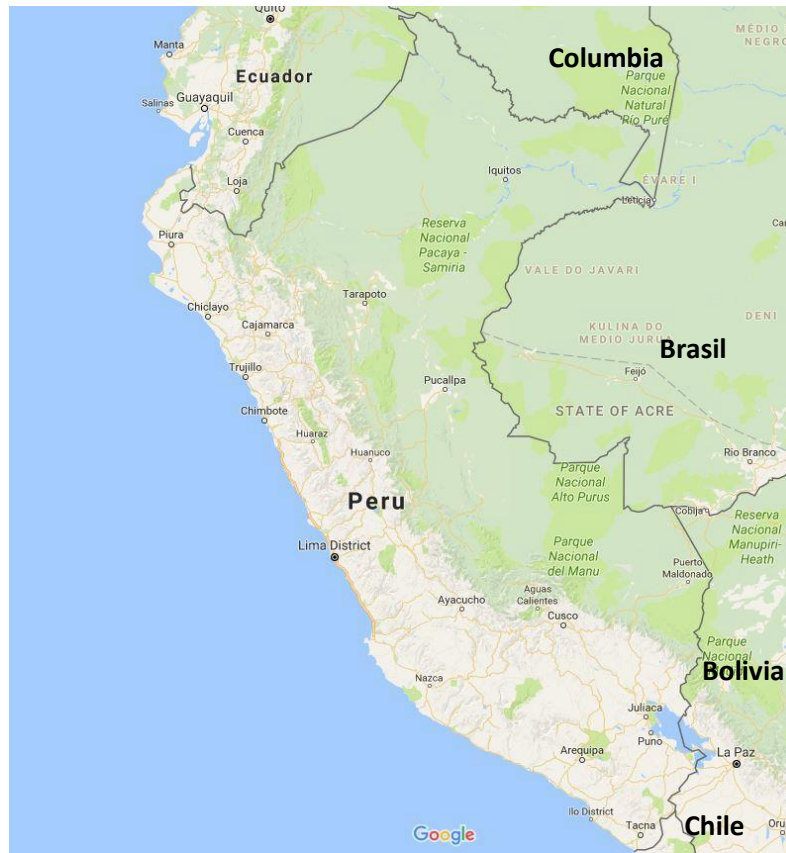 Quito
Manta
Ecuador
Columbia
MÉDIO
NEGRO
Parque
Nacional
Natural
Río Puré
Salinas
Guayaquil
Cuenca
Loja
Iquitos
ÉVARE I
Leticia
Piura
Reserva
Nacional
Pacaya -
Samiria
VALE DO JAVARI
Tarapoto
Chiclayo
Cajamarca
KULINA DO
MEDIO JURUÁ
DENI
Brasil
Trujillo
Pucallpa
Feijó
Chimbote
STATE OF ACRE
Huaraz
Huanuco
Rio Branco
Parque
Nacional
Alto Purus
Peru
Cobija
Reserva
Nacional
Manupiri-
Heath
Lima District
Parque
Nacional
del Manu
Puerto
Maldonado
Aguas
Calientes
Ayacucho
Cusco
Parque
Nacional
Bolivia
Nazca
Juliaca
Puno
La Paz
Arequipa
Ilo District
Tacna
Chile
Google